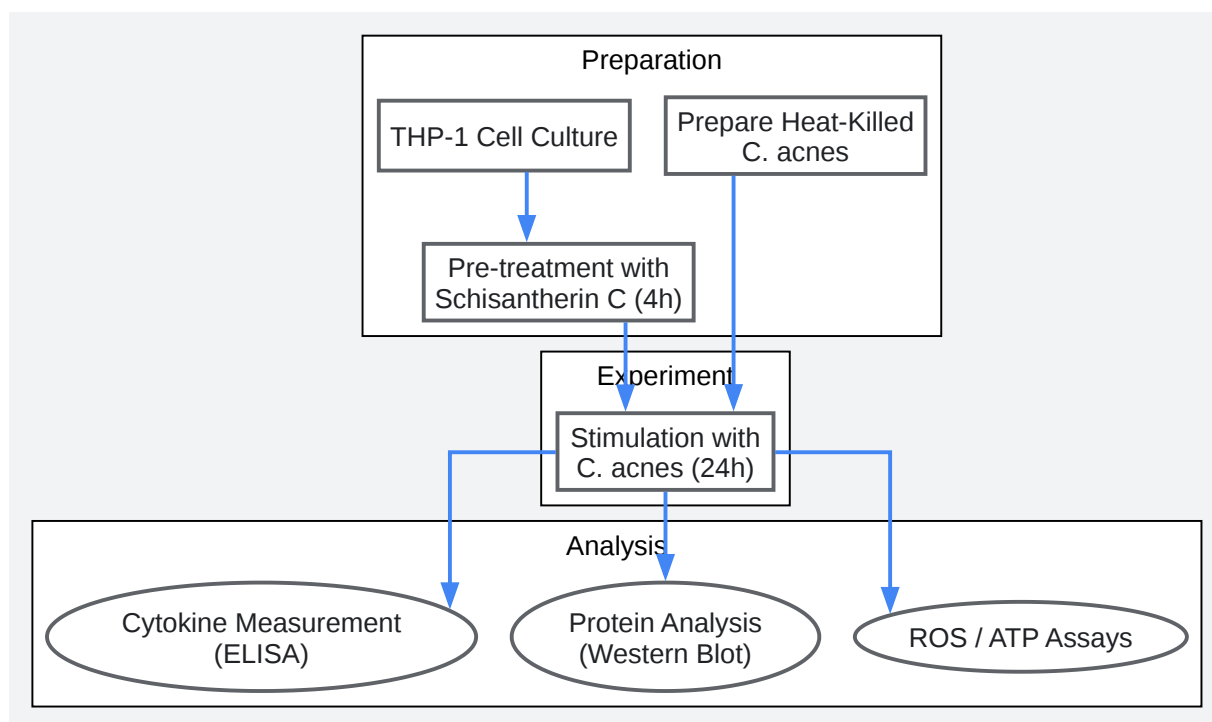 Preparation
THP-1 Cell Culture
Prepare Heat-Killed
C. acnes
Pre-treatment with
Schisantherin C (4h)
Experiment
Stimulation with
C. acnes (24h)
Analysis
Cytokine Measurement
(ELISA)
Protein Analysis
(Western Blot)
ROS / ATP Assays